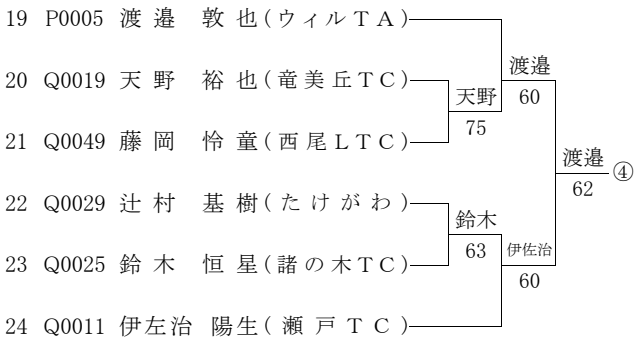 19 P0005 渡邉 敦也(ウィルTA)
渡邉
20 Q0019 天野 裕也(竜美丘TC)
天野
60
75
21 Q0049 藤岡 怜童(西尾LTC)
渡邉
④
62
22 Q0029 辻村 基樹(たけがわ)
鈴木
63
伊佐治
23 Q0025 鈴木 恒星(諸の木TC)
60
24 Q0011 伊左治 陽生(瀬戸TC)